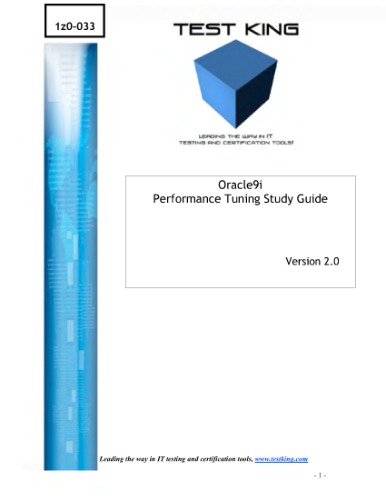 1z0-033
TEST KING
LEADING THE WAY IN IT
TESTING AND CERTIFICATION TOOLS!
Oracle9i
Performance Tuning Study Guide
Version 2.0
Leading the way in IT testing and certification tools, www.testking.com
- 1 -